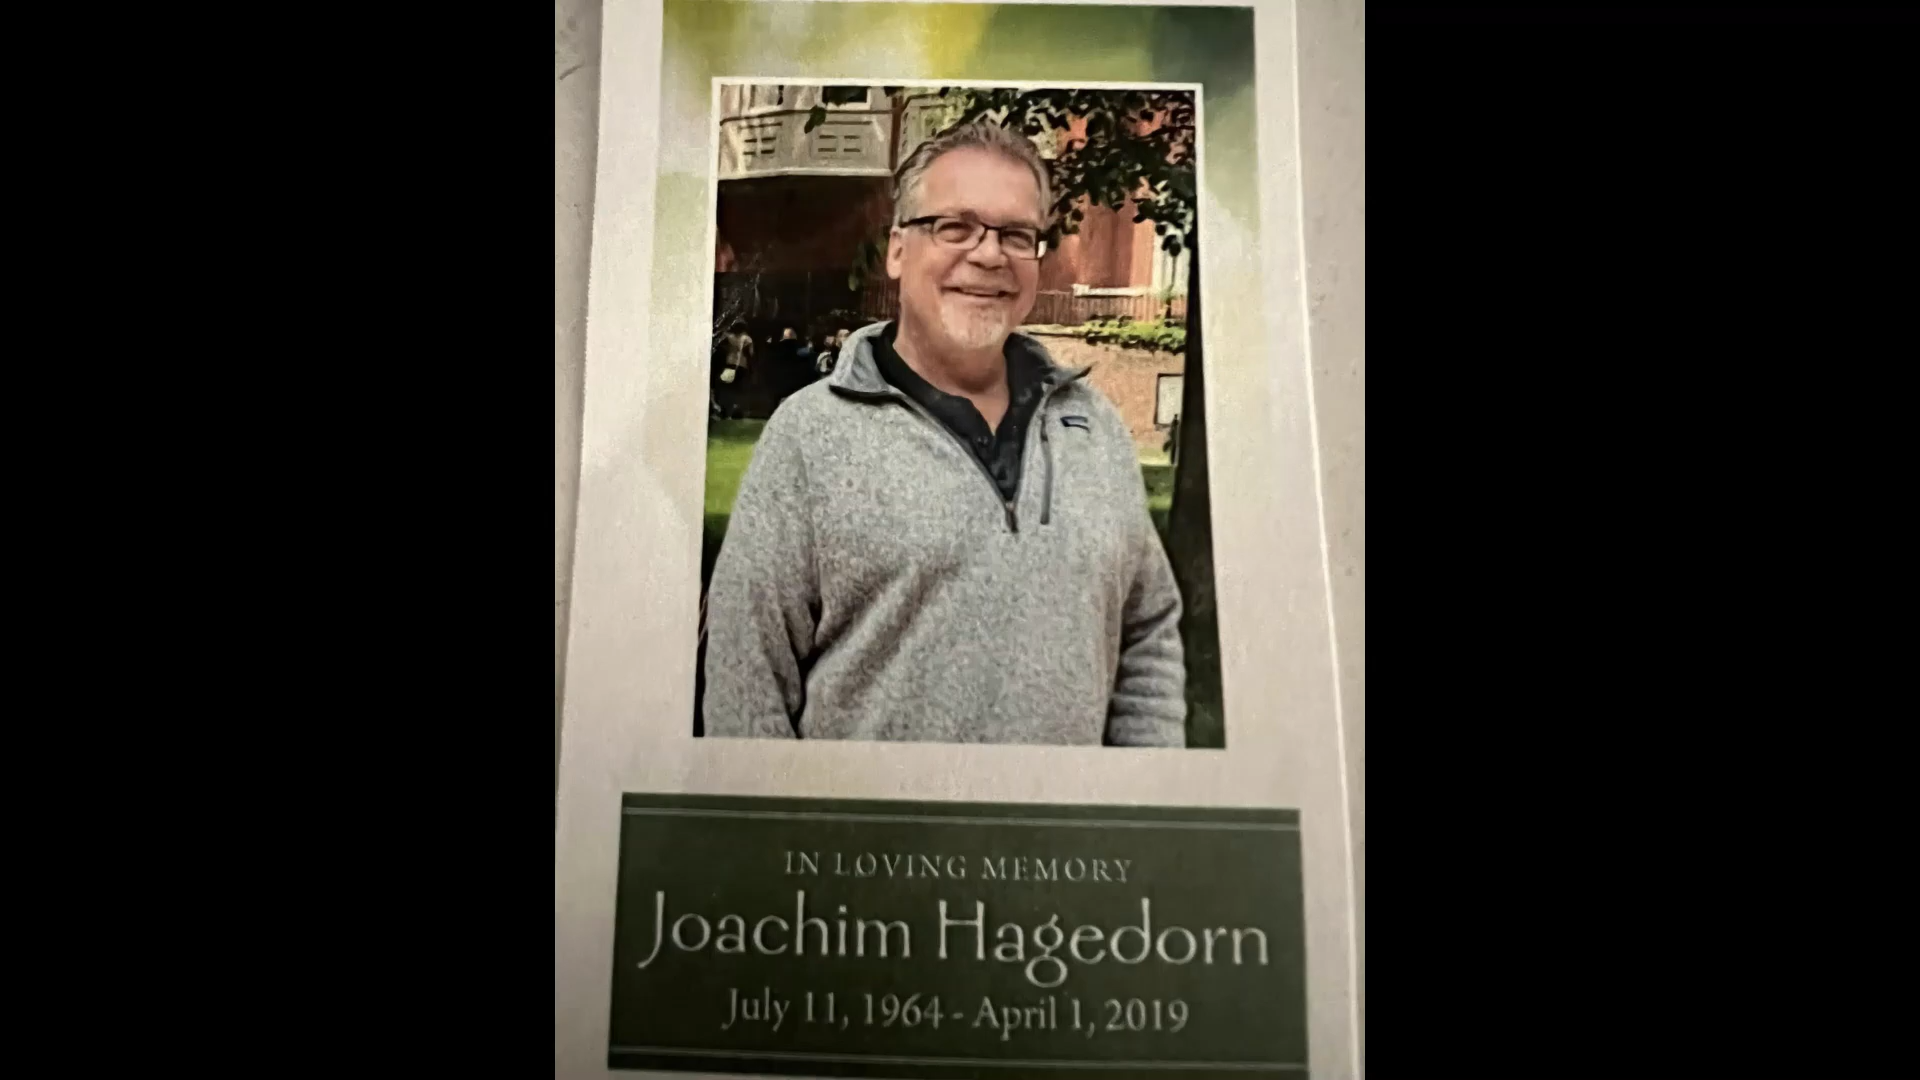 IN LOVING MEMORY
Joachim Hagedorn
July 11, 1964 - April 1, 2019